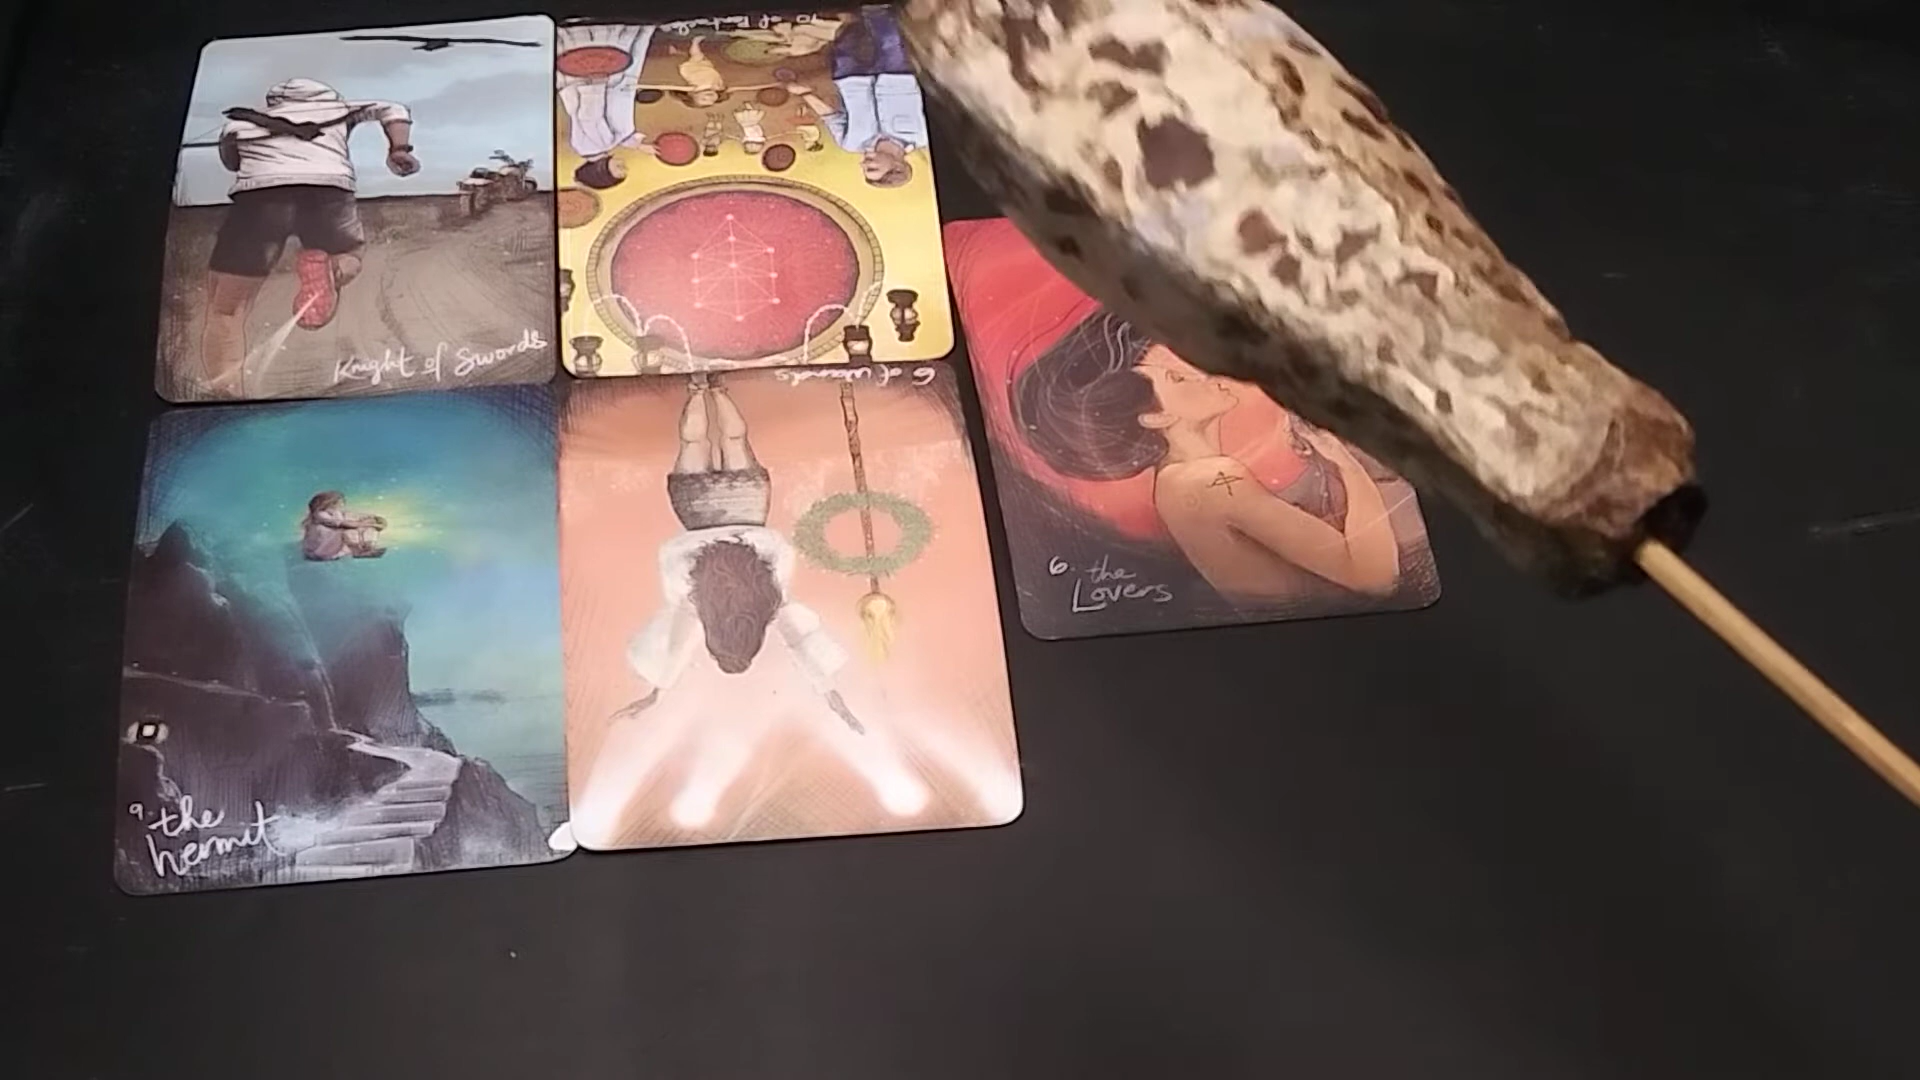 10 of Pentacles
Knight of Swords
6 of wands
6. the
Lovers
9. the
hermit